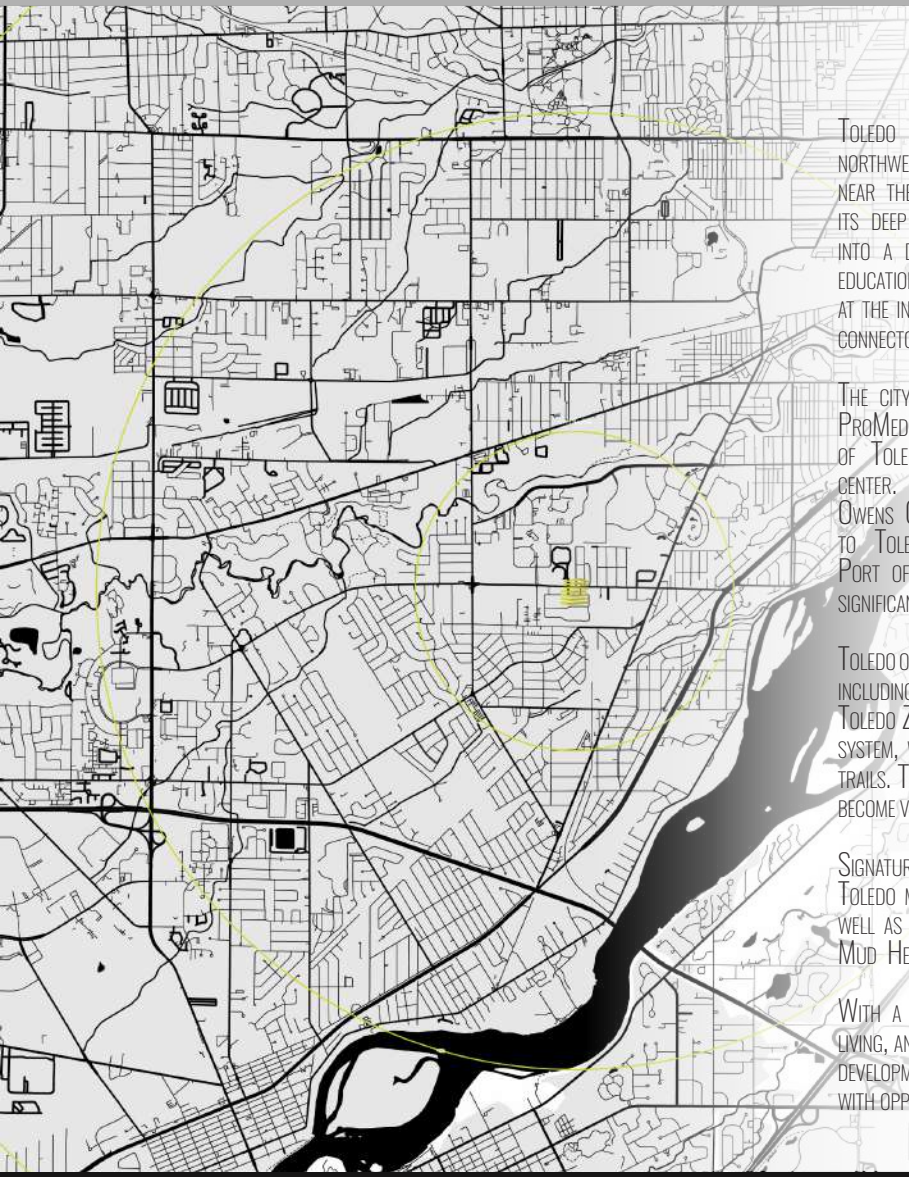 Toledo
northwe
near the
its deep
into a d
education
at the in
connecto
The city
ProMed
of Tole
center.
Owens C
to Tole
Port of
significan
Toledo o
including
Toledo Z
system, v
trails. T
become v
Signatur
Toledo m
well as
Mud He
With a
living, an
developm
with opp